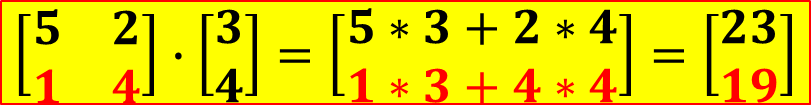 [5 2] · [3] = [5 * 3 + 2 * 4] = [23]
[1 4] [4] [1 * 3 + 4 * 4] [19]